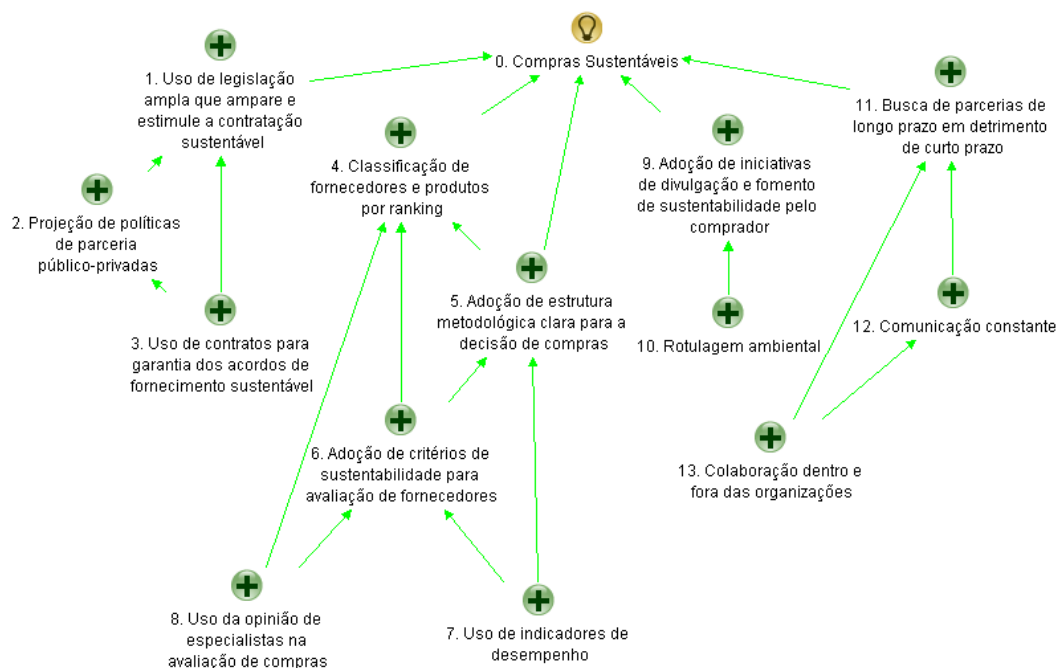 0. Compras Sustentáveis
1. Uso de legislação
ampla que ampare e
estimule a contratação
sustentável
2. Projeção de políticas
de parceria
público-privadas
3. Uso de contratos para
garantia dos acordos de
fornecimento sustentável
4. Classificação de
fornecedores e produtos
por ranking
5. Adoção de estrutura
metodológica clara para a
decisão de compras
6. Adoção de critérios de
sustentabilidade para
avaliação de fornecedores
8. Uso da opinião de
especialistas na
avaliação de compras
7. Uso de indicadores de
desempenho
9. Adoção de iniciativas
de divulgação e fomento
de sustentabilidade pelo
comprador
10. Rotulagem ambiental
11. Busca de parcerias de
longo prazo em detrimento
de curto prazo
12. Comunicação constante
13. Colaboração dentro e
fora das organizações